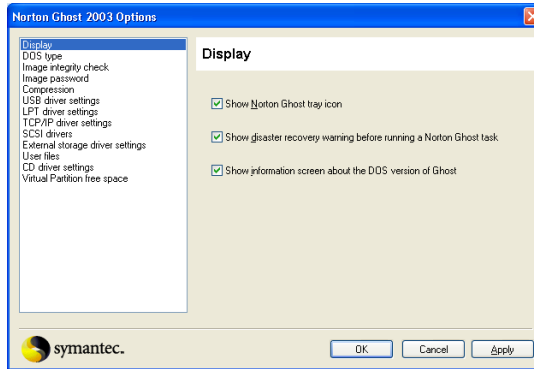 Norton Ghost 2003 Options
Display
DOS type
Image integrity check
Image password
Compression
USB driver settings
LPT driver settings
TCP/IP driver settings
SCSI drivers
External storage driver settings
User files
CD driver settings
Virtual Partition free space
Display
Show Norton Ghost tray icon
Show disaster recovery warning before running a Norton Ghost task
Show information screen about the DOS version of Ghost
symantec.
OK
Cancel
Apply